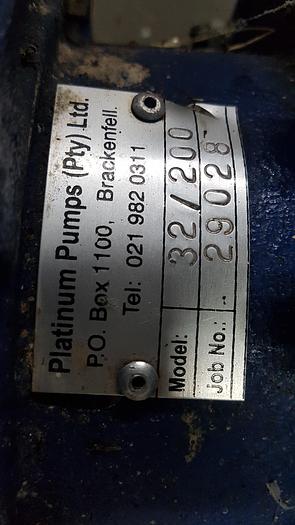 Platinum Pumps (Pty) Ltd.
P.O. Box 1100, Brackenfell.
Tel: 021 982 0311
Model: 32/200
Job No.: 29028